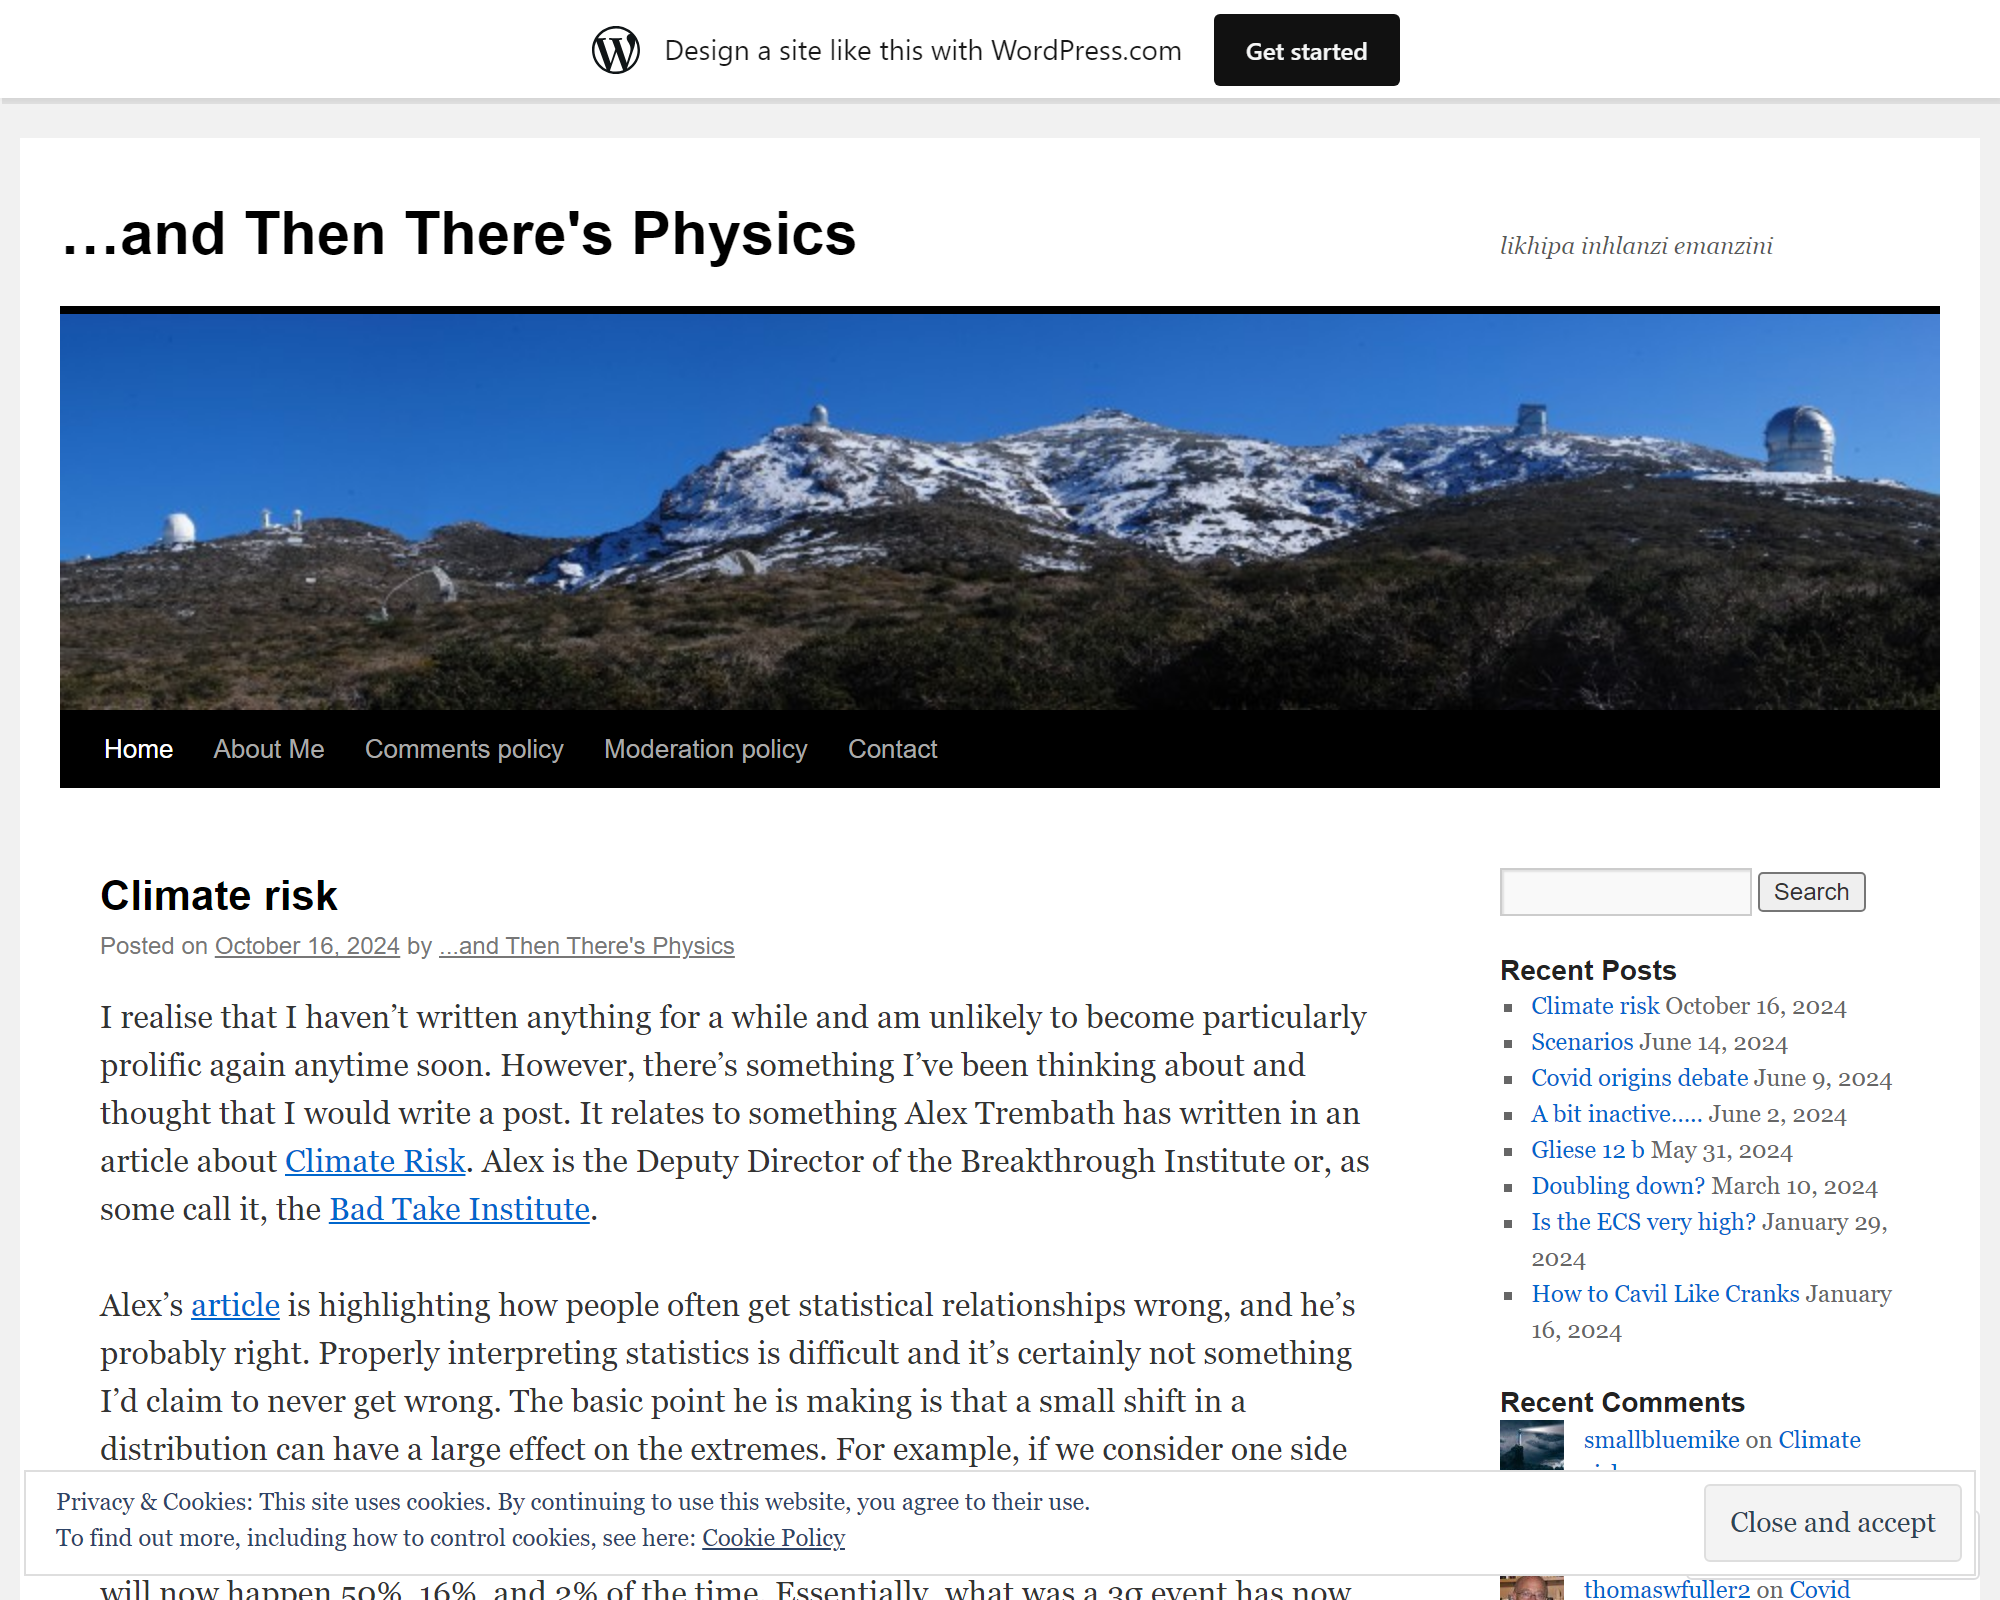 Design a site like this with WordPress.com
Get started
…and Then There's Physics
likhipa inhlanzi emanzini
Home
About Me
Comments policy
Moderation policy
Contact
Climate risk
Posted on October 16, 2024 by ...and Then There's Physics
I realise that I haven’t written anything for a while and am unlikely to become particularly
prolific again anytime soon. However, there’s something I’ve been thinking about and
thought that I would write a post. It relates to something Alex Trembath has written in an
article about Climate Risk. Alex is the Deputy Director of the Breakthrough Institute or, as
some call it, the Bad Take Institute.
Alex’s article is highlighting how people often get statistical relationships wrong, and he’s
probably right. Properly interpreting statistics is difficult and it’s certainly not something
I’d claim to never get wrong. The basic point he is making is that a small shift in a
distribution can have a large effect on the extremes. For example, if we consider one side
will now happen 50%, 16%, and 2% of the time. Essentially, what was a 3σ event has now
Search
Recent Posts
Climate risk October 16, 2024
Scenarios June 14, 2024
Covid origins debate June 9, 2024
A bit inactive..... June 2, 2024
Gliese 12 b May 31, 2024
Doubling down? March 10, 2024
Is the ECS very high? January 29,
2024
How to Cavil Like Cranks January
16, 2024
Recent Comments
smallbluemike on Climate
thomaswfuller2 on Covid
Privacy & Cookies: This site uses cookies. By continuing to use this website, you agree to their use.
To find out more, including how to control cookies, see here: Cookie Policy
Close and accept